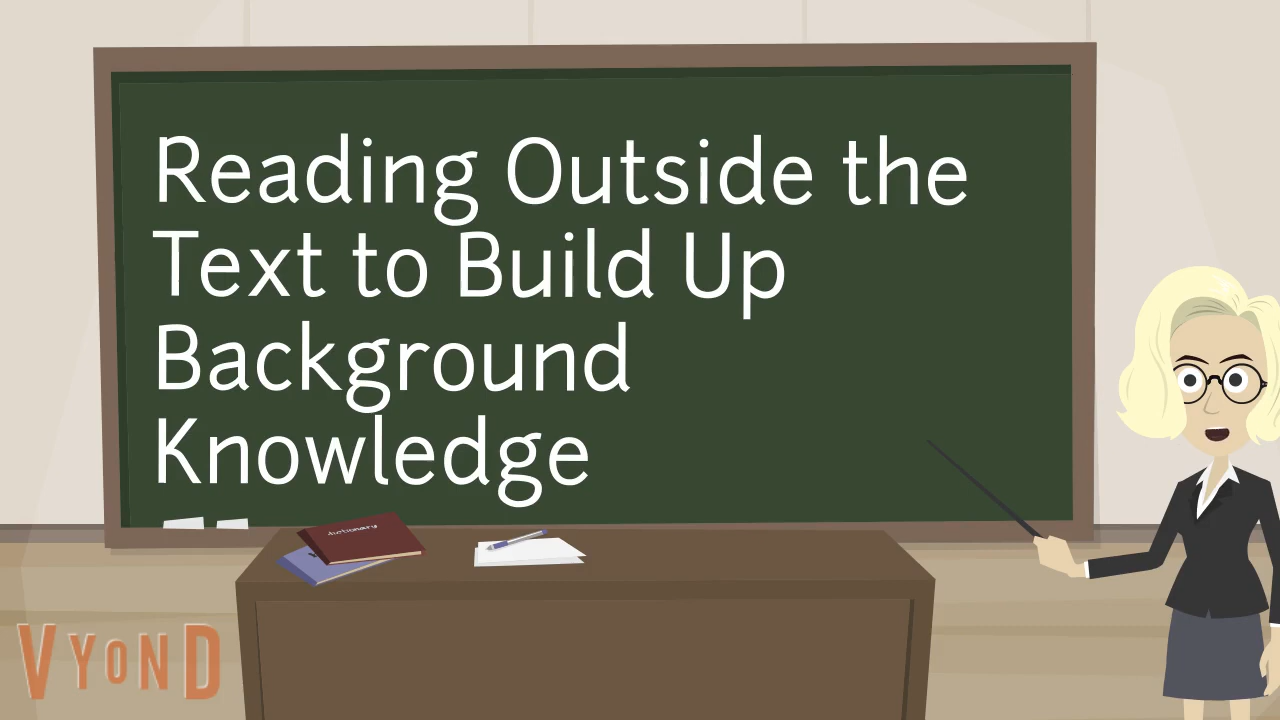 Reading Outside the
Text to Build Up
Background
Knowledge
dictionary
VYOND